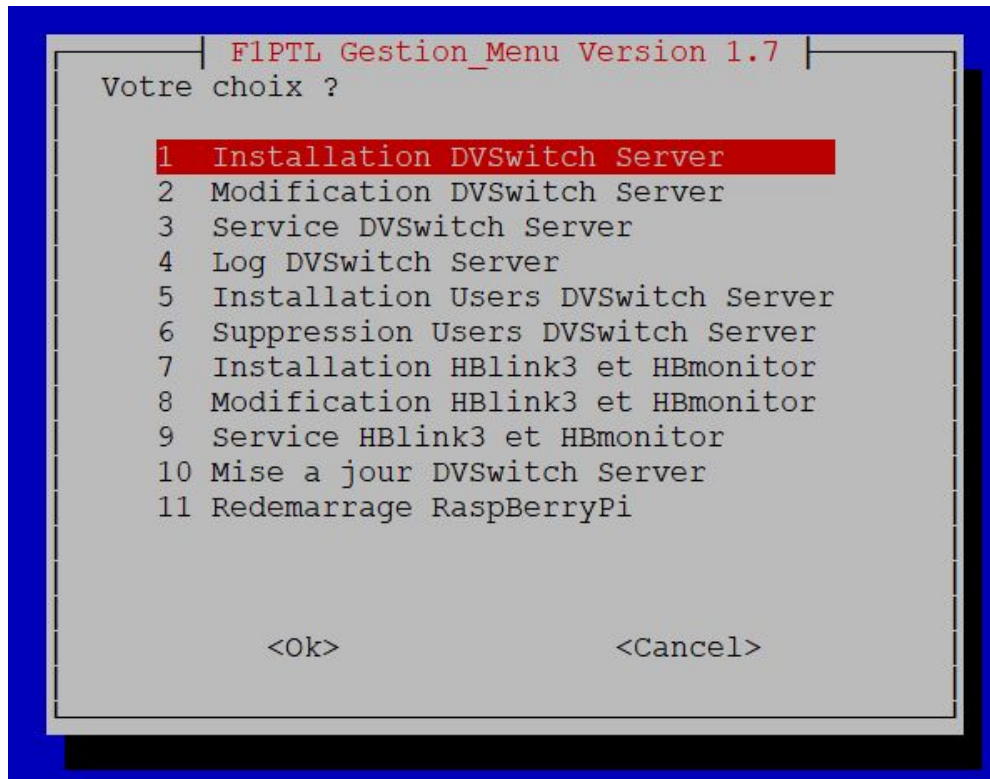 F1PTL Gestion_Menu Version 1.7
Votre choix ?
1 Installation DVSwitch Server
2 Modification DVSwitch Server
3 Service DVSwitch Server
4 Log DVSwitch Server
5 Installation Users DVSwitch Server
6 Suppression Users DVSwitch Server
7 Installation HBlink3 et HBmonitor
8 Modification HBlink3 et HBmonitor
9 Service HBlink3 et HBmonitor
10 Mise a jour DVSwitch Server
11 Redemarrage RaspBerryPi
<Ok> <Cancel>